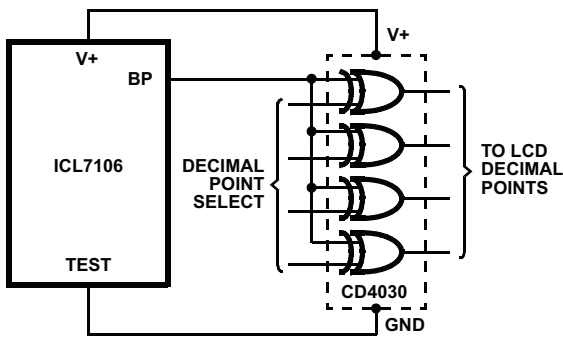 V+
V+
BP
ICL7106
DECIMAL
POINT
SELECT
TO LCD
DECIMAL
POINTS
TEST
CD4030
GND